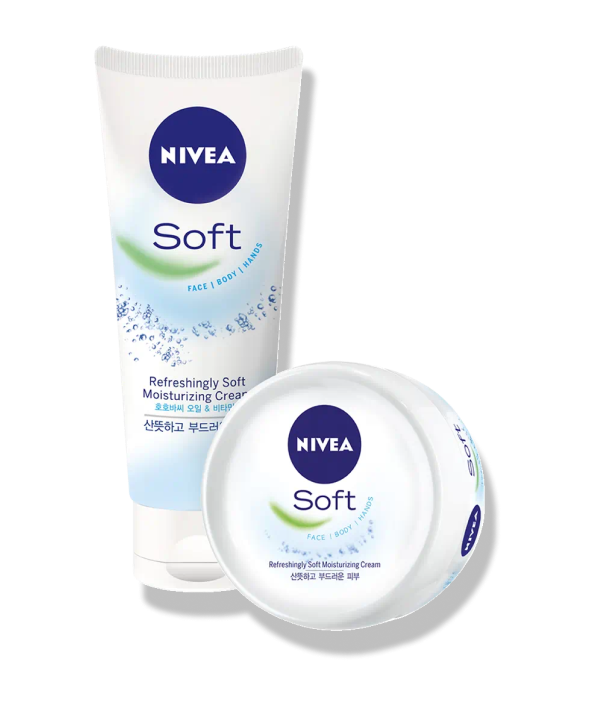 NIVEA
Soft
FACE | BODY | HANDS
Refreshingly Soft
Moisturizing Cream
호호바씨 오일 & 비타민
산뜻하고 부드러운
NIVEA
Soft
FACE | BODY | HANDS
Refreshingly Soft Moisturizing Cream
산뜻하고 부드러운 피부
Soft
NIVEA